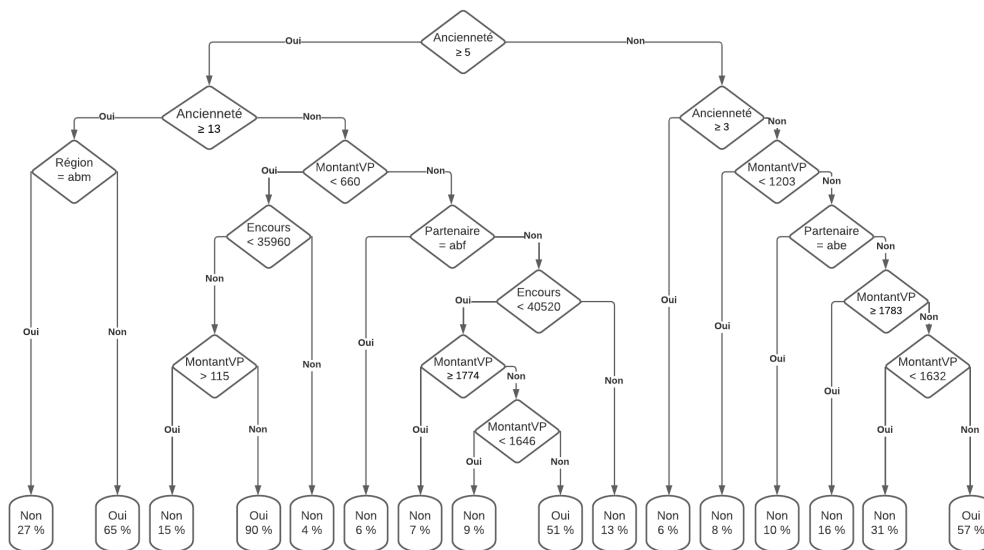 Ancienneté
≥ 5
Oui
Non
Ancienneté
≥ 13
Ancienneté
≥ 3
Oui
Non
Non
Région
= abm
MontantVP
< 660
MontantVP
< 1203
Oui
Non
Non
Encours
< 35960
Partenaire
= abf
Partenaire
= abe
Non
Non
Non
Encours
< 40520
MontantVP
≥ 1783
Oui
Oui
Non
Oui
Non
Oui
Oui
Non
Non
MontantVP
> 115
MontantVP
≥ 1774
MontantVP
< 1632
Oui
Non
Non
Oui
MontantVP
< 1646
Oui
Non
Oui
Oui
Non
Oui
Non
Non
27 %
Oui
65 %
Non
15 %
Oui
90 %
Non
4 %
Non
6 %
Non
7 %
Non
9 %
Oui
51 %
Non
13 %
Non
6 %
Non
8 %
Non
10 %
Non
16 %
Non
31 %
Oui
57 %